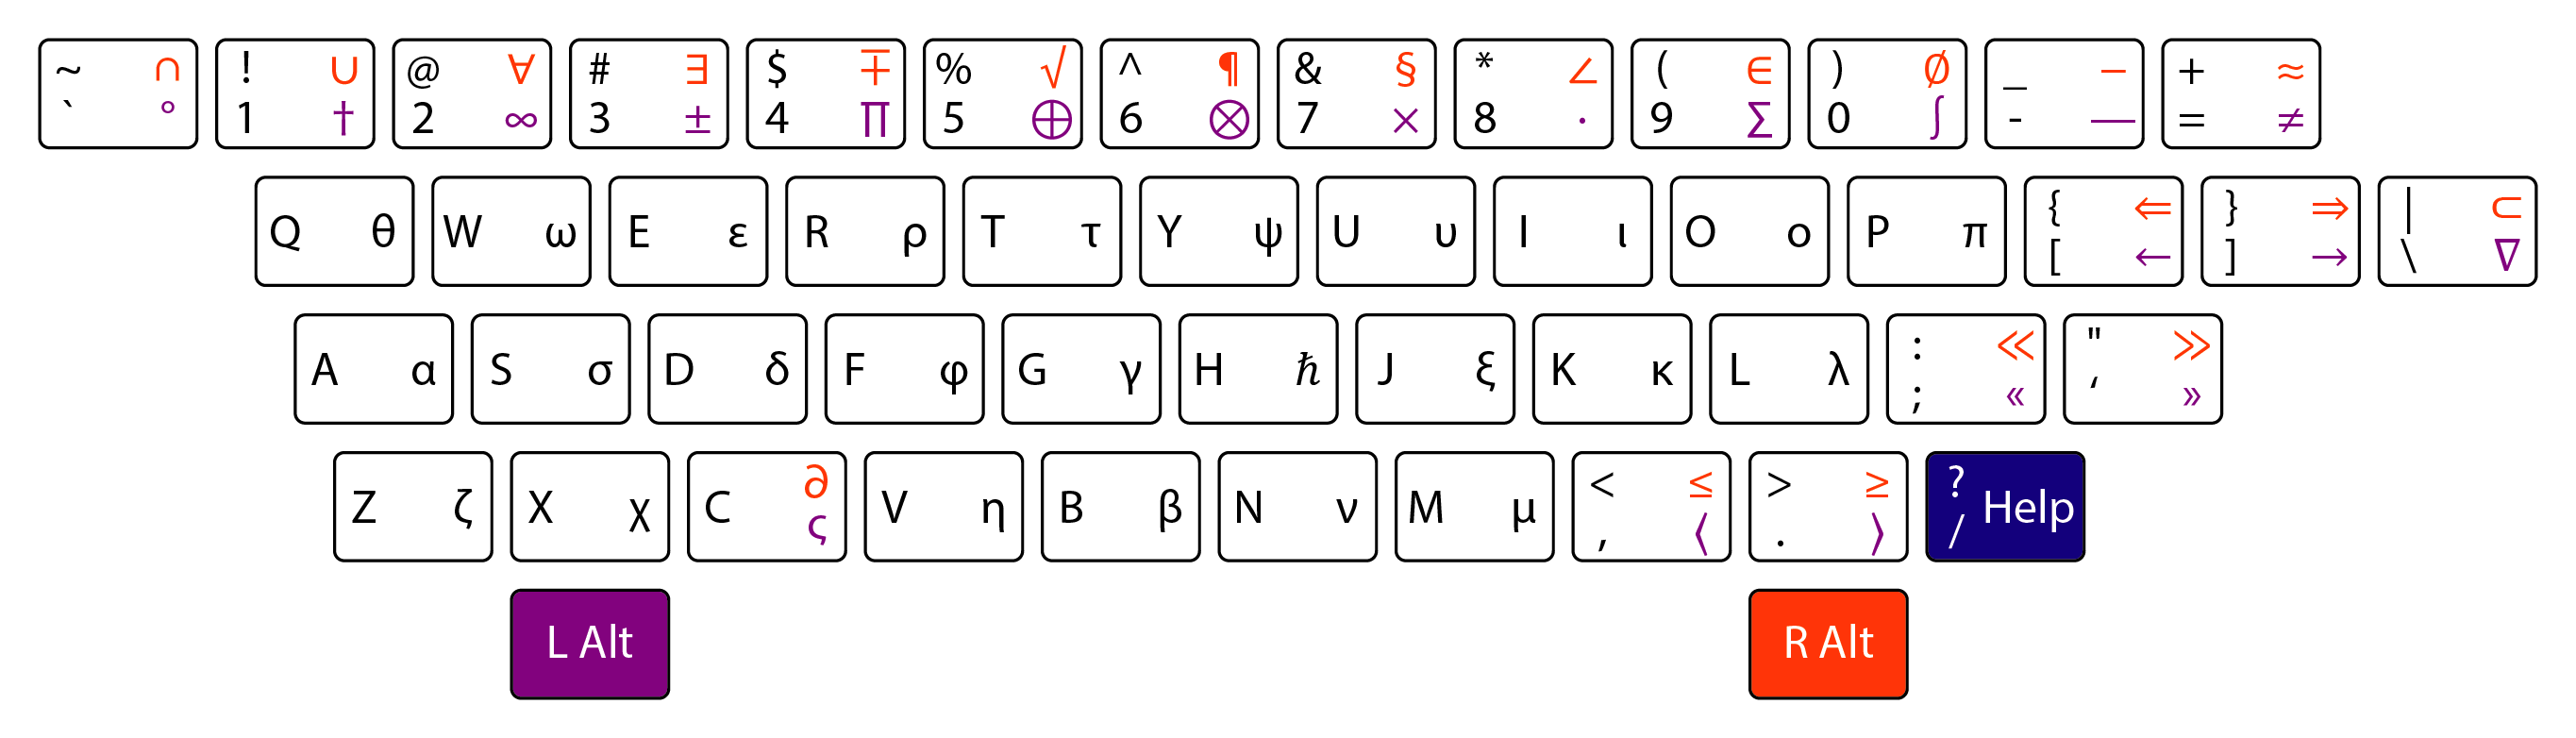 ~ ∩ ! ∪ @ ∀ # ∃ $ ∓ % √ ^ ¶ & § * ∠ ( ∈ ) ∅ _ − + ≈
` ° 1 † 2 ∞ 3 ± 4 ∏ 5 ⊕ 6 ⊗ 7 × 8 · 9 ∑ 0 ∫ - — = ≠
{ ⇐ } ⇒ | ⊂
Q θ W ω E ε R ρ T τ Y ψ U υ I ι O ο P π
[ ← ] → \ ∇
: ≪ " ≫
A α S σ D δ F φ G γ H ℏ J ξ K κ L λ
; « ‘ »
∂ < ≤ > ≥ ?
Z ζ X χ C V η B β N ν M μ Help
ς , ⟨ . ⟩ /
L Alt R Alt